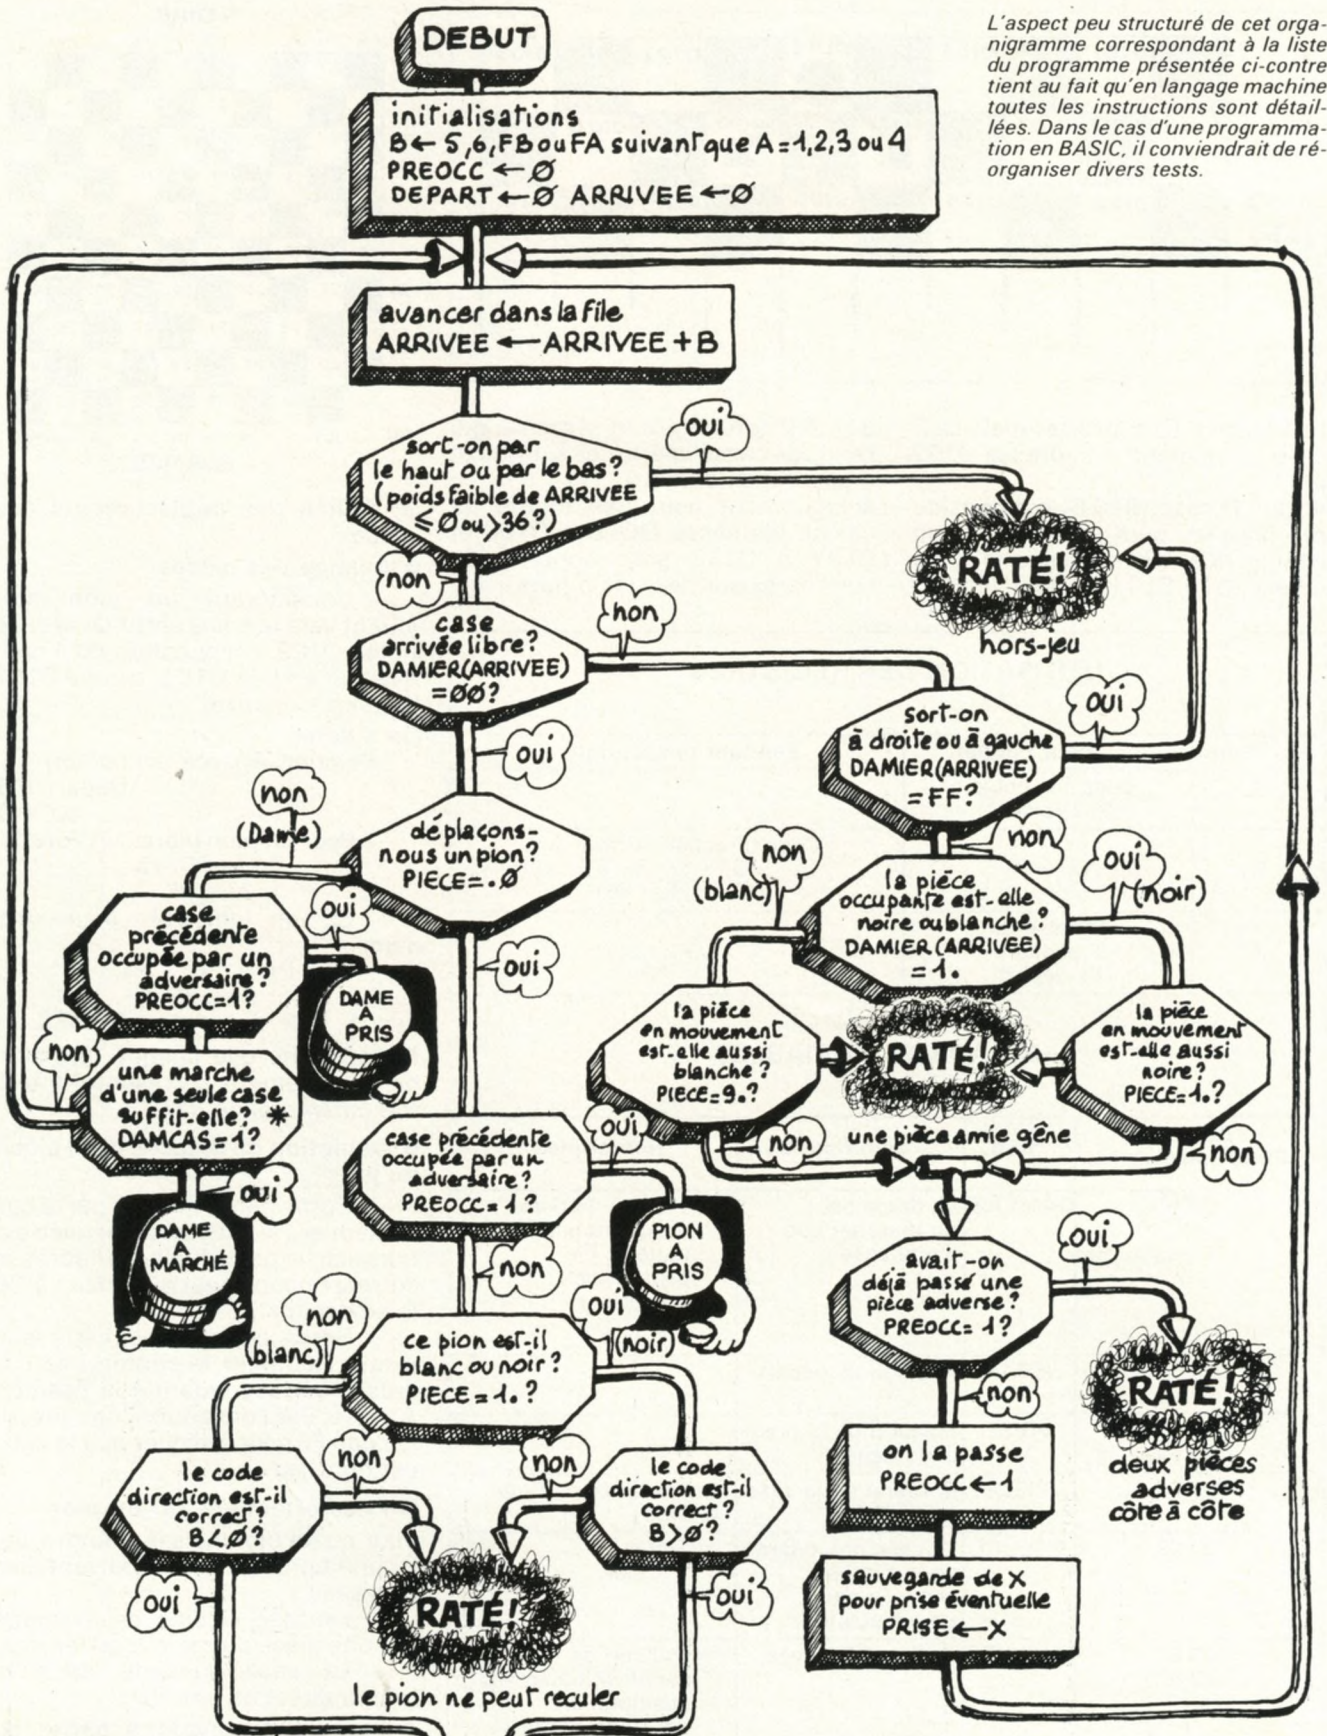 DEBUT
L'aspect peu structuré de cet orga-
nigramme correspondant à la liste
du programme présentée ci-contre
tient au fait qu'en langage machine
toutes les instructions sont détail-
lées. Dans le cas d'une programma-
tion en BASIC, il conviendrait de ré-
organiser divers tests.
initialisations
B ← 5,6,FB ou FA suivant que A = 1,2,3 ou 4
PREOCC ← Ø
DEPART ← Ø ARRIVEE ← Ø
avancer dans la file
ARRIVEE ← ARRIVEE + B
sort-on par
le haut ou par le bas?
(poids faible de ARRIVEE
≤ Ø ou > 36?)
oui
non
RATÉ!
hors-jeu
case
arrivée libre?
DAMIER(ARRIVEE)
= ØØ?
non
oui
sort-on
à droite ou à gauche
DAMIER(ARRIVEE)
= FF?
oui
non
déplaçons-
nous un pion?
PIECE = .Ø
non
(Dame)
oui
la pièce
occupante est-elle
noire ou blanche?
DAMIER(ARRIVEE)
= 1.
non
(blanc)
oui
(noir)
case
précédente
occupée par un
adversaire?
PREOCC = 1?
oui
DAME
A
PRIS
non
une marche
d'une seule case
suffit-elle? *
DAMCAS = 1?
oui
DAME
A
MARCHÉ
la pièce
en mouvement
est-elle aussi
blanche?
PIECE = 9.?
non
RATÉ!
une pièce amie gêne
la pièce
en mouvement
est-elle aussi
noire?
PIECE = 1.?
non
case précédente
occupée par un
adversaire?
PREOCC = 1?
oui
PION
A
PRIS
non
avait-on
déjà passé une
pièce adverse?
PREOCC = 1?
oui
RATÉ!
deux pièces
adverses
côte à côte
non
ce pion est-il
blanc ou noir?
PIECE = 1.?
non
(blanc)
oui
(noir)
on la passe
PREOCC ← 1
le code
direction est-il
correct?
B < Ø?
non
oui
le code
direction est-il
correct?
B > Ø?
non
oui
RATÉ!
le pion ne peut reculer
sauvegarde de X
pour prise éventuelle
PRISE ← X